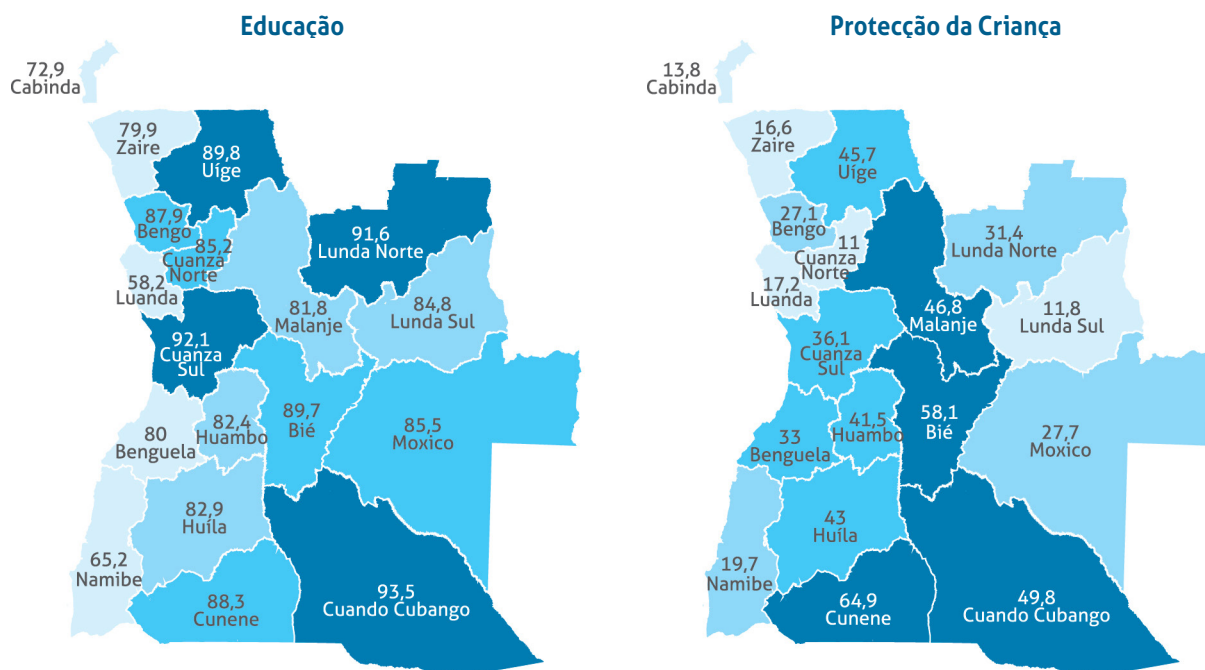 Educação
72,9
Cabinda
79,9
Zaire
89,8
Uíge
87,9
Bengo
85,2
Cuanza
Norte
91,6
Lunda Norte
58,2
Luanda
81,8
Malanje
84,8
Lunda Sul
92,1
Cuanza
Sul
82,4
Huambo
89,7
Bié
85,5
Moxico
80
Benguela
82,9
Huíla
65,2
Namibe
88,3
Cunene
93,5
Cuando Cubango
Protecção da Criança
13,8
Cabinda
16,6
Zaire
45,7
Uíge
27,1
Bengo
11
Cuanza
Norte
31,4
Lunda Norte
17,2
Luanda
46,8
Malanje
11,8
Lunda Sul
36,1
Cuanza
Sul
41,5
Huambo
58,1
Bié
27,7
Moxico
33
Benguela
43
Huíla
19,7
Namibe
64,9
Cunene
49,8
Cuando Cubango